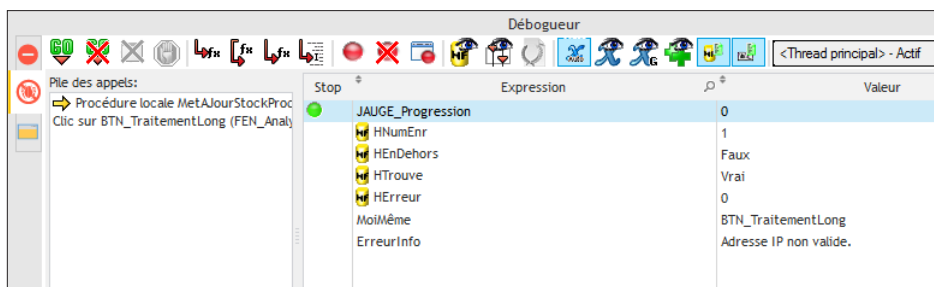 Débogueur
<Thread principal> - Actif
Pile des appels:
Stop Expression Valeur
Procédure locale MetAJourStockProc
Clic sur BTN_TraitementLong (FEN_Analy
JAUGE_Progression 0
HNumEnr 1
HEnDehors Faux
HTrouve Vrai
HErreur 0
MoiMême BTN_TraitementLong
ErreurInfo Adresse IP non valide.